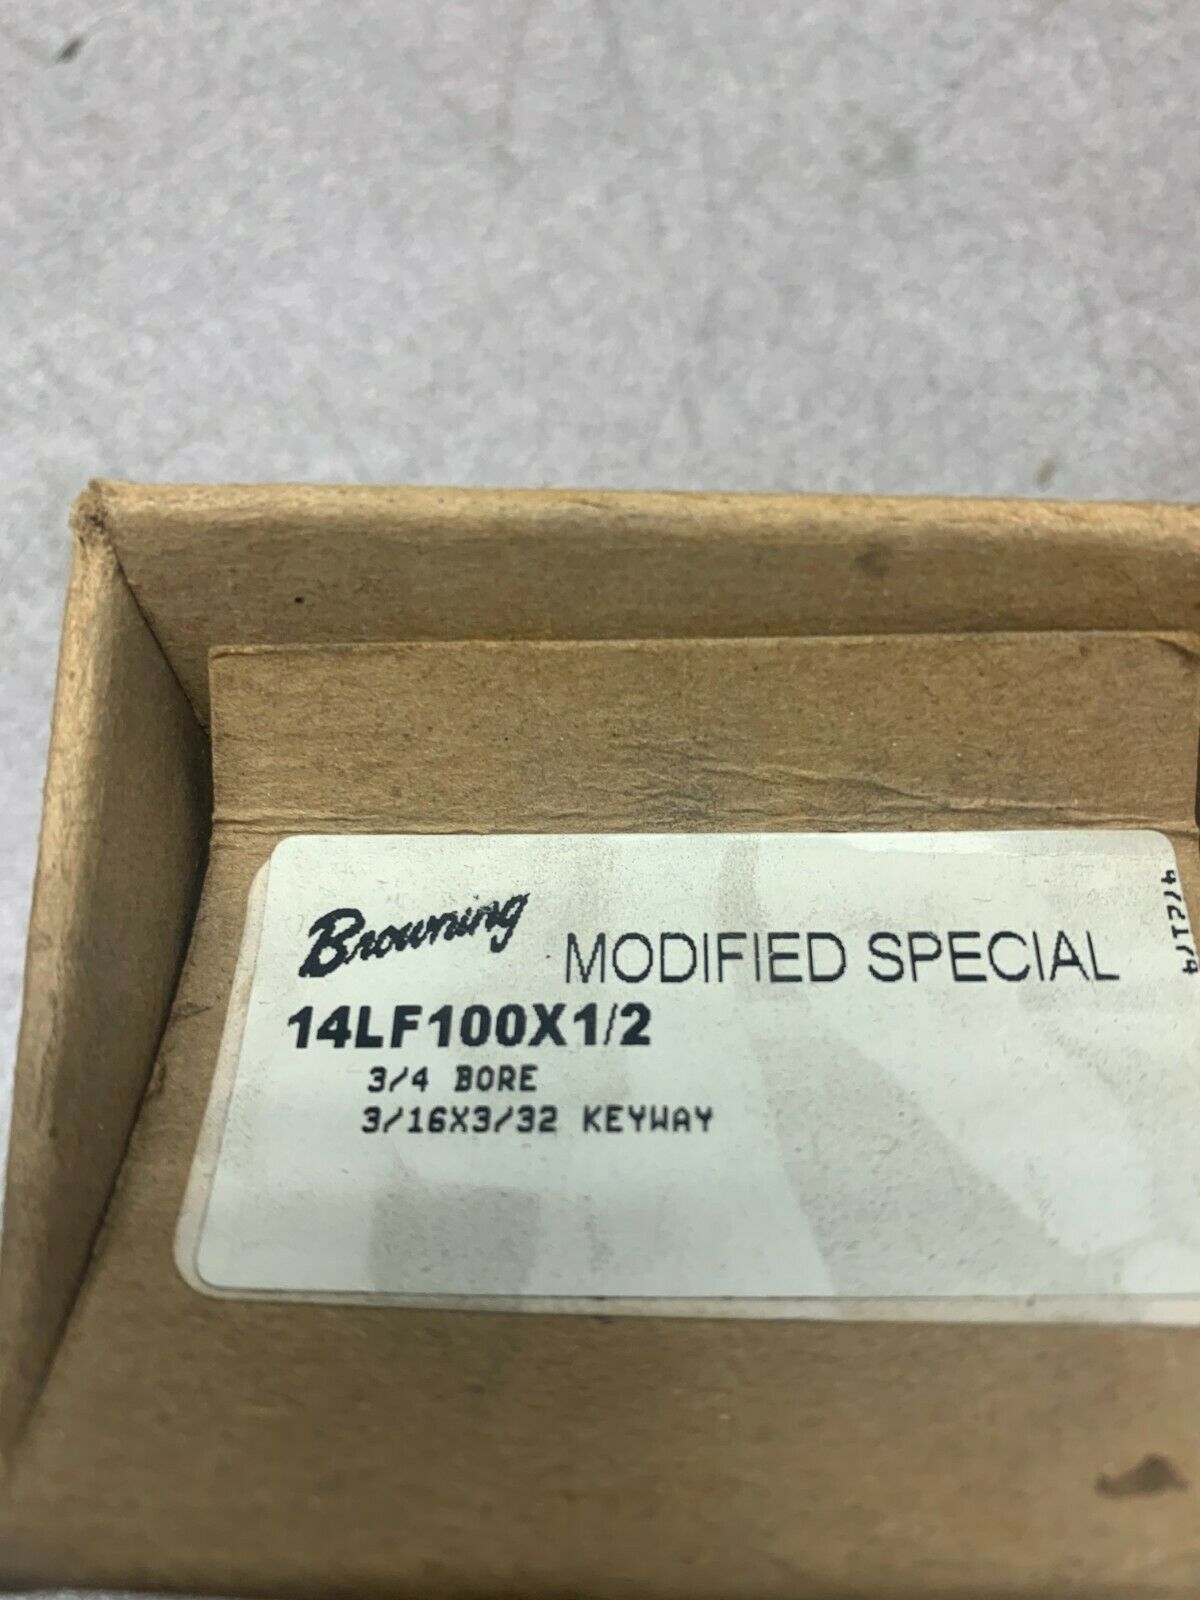 Browning MODIFIED SPECIAL
14LF100X1/2
3/4 BORE
3/16X3/32 KEYWAY